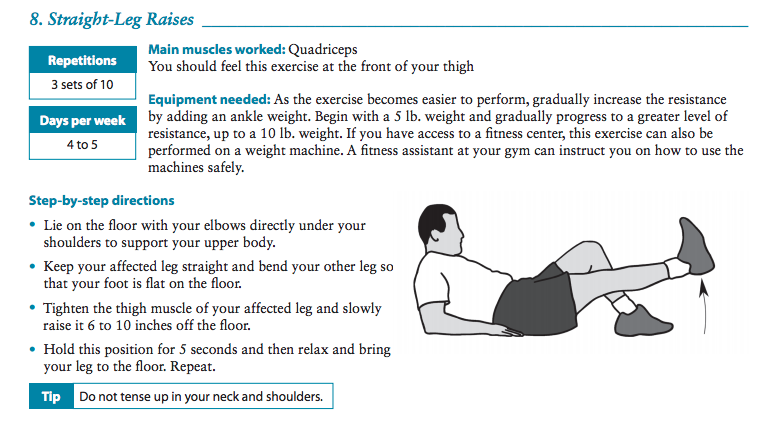 8. Straight-Leg Raises
Repetitions
3 sets of 10
Days per week
4 to 5
Main muscles worked: Quadriceps
You should feel this exercise at the front of your thigh
Equipment needed: As the exercise becomes easier to perform, gradually increase the resistance
by adding an ankle weight. Begin with a 5 lb. weight and gradually progress to a greater level of
resistance, up to a 10 lb. weight. If you have access to a fitness center, this exercise can also be
performed on a weight machine. A fitness assistant at your gym can instruct you on how to use the
machines safely.
Step-by-step directions
• Lie on the floor with your elbows directly under your
shoulders to support your upper body.
• Keep your affected leg straight and bend your other leg so
that your foot is flat on the floor.
• Tighten the thigh muscle of your affected leg and slowly
raise it 6 to 10 inches off the floor.
• Hold this position for 5 seconds and then relax and bring
your leg to the floor. Repeat.
Tip Do not tense up in your neck and shoulders.